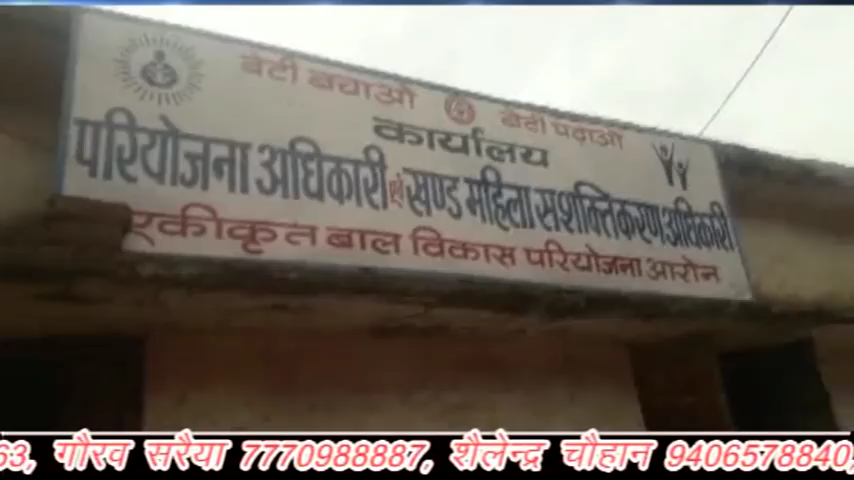 बेटी बचाओ बेटी पढ़ाओ
कार्यालय
परियोजना अधिकारी एवं खण्ड महिला सशक्तिकरण अधिकारी
एकीकृत बाल विकास परियोजना आरोन
63, गौरव सरैया 7770988887, शैलेन्द्र चौहान 9406578840,